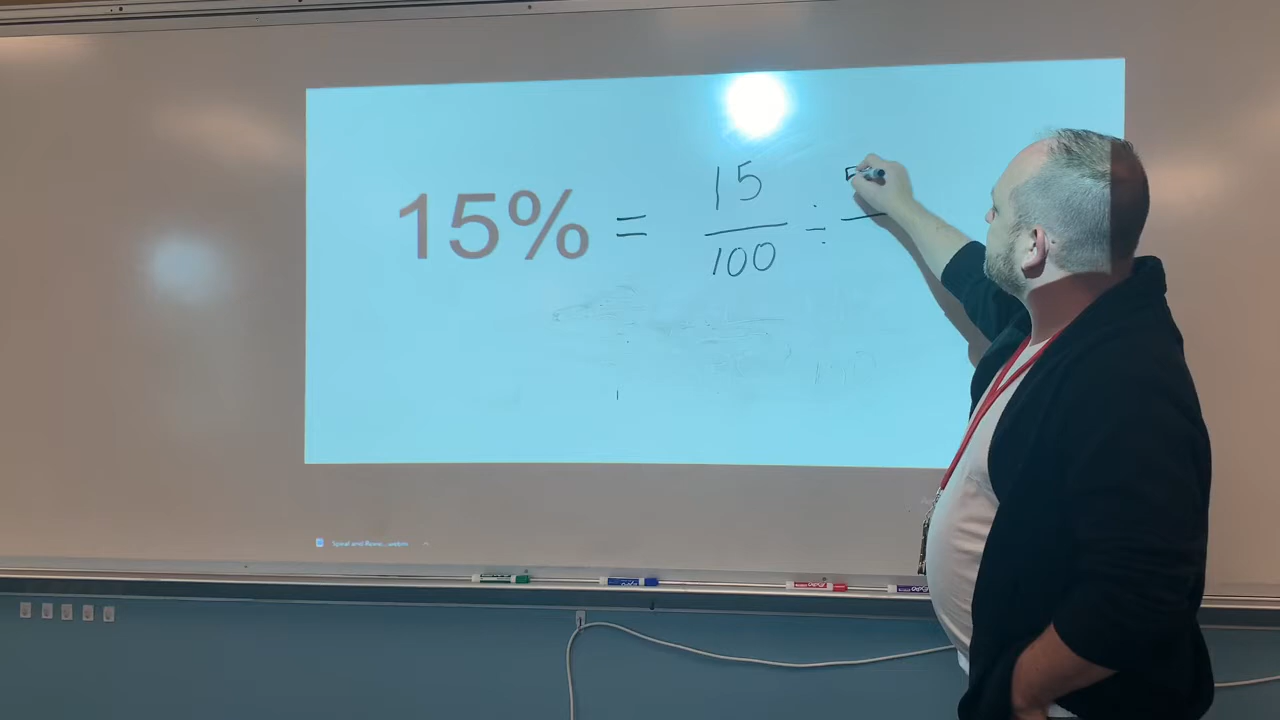 15% = 15/100 ÷